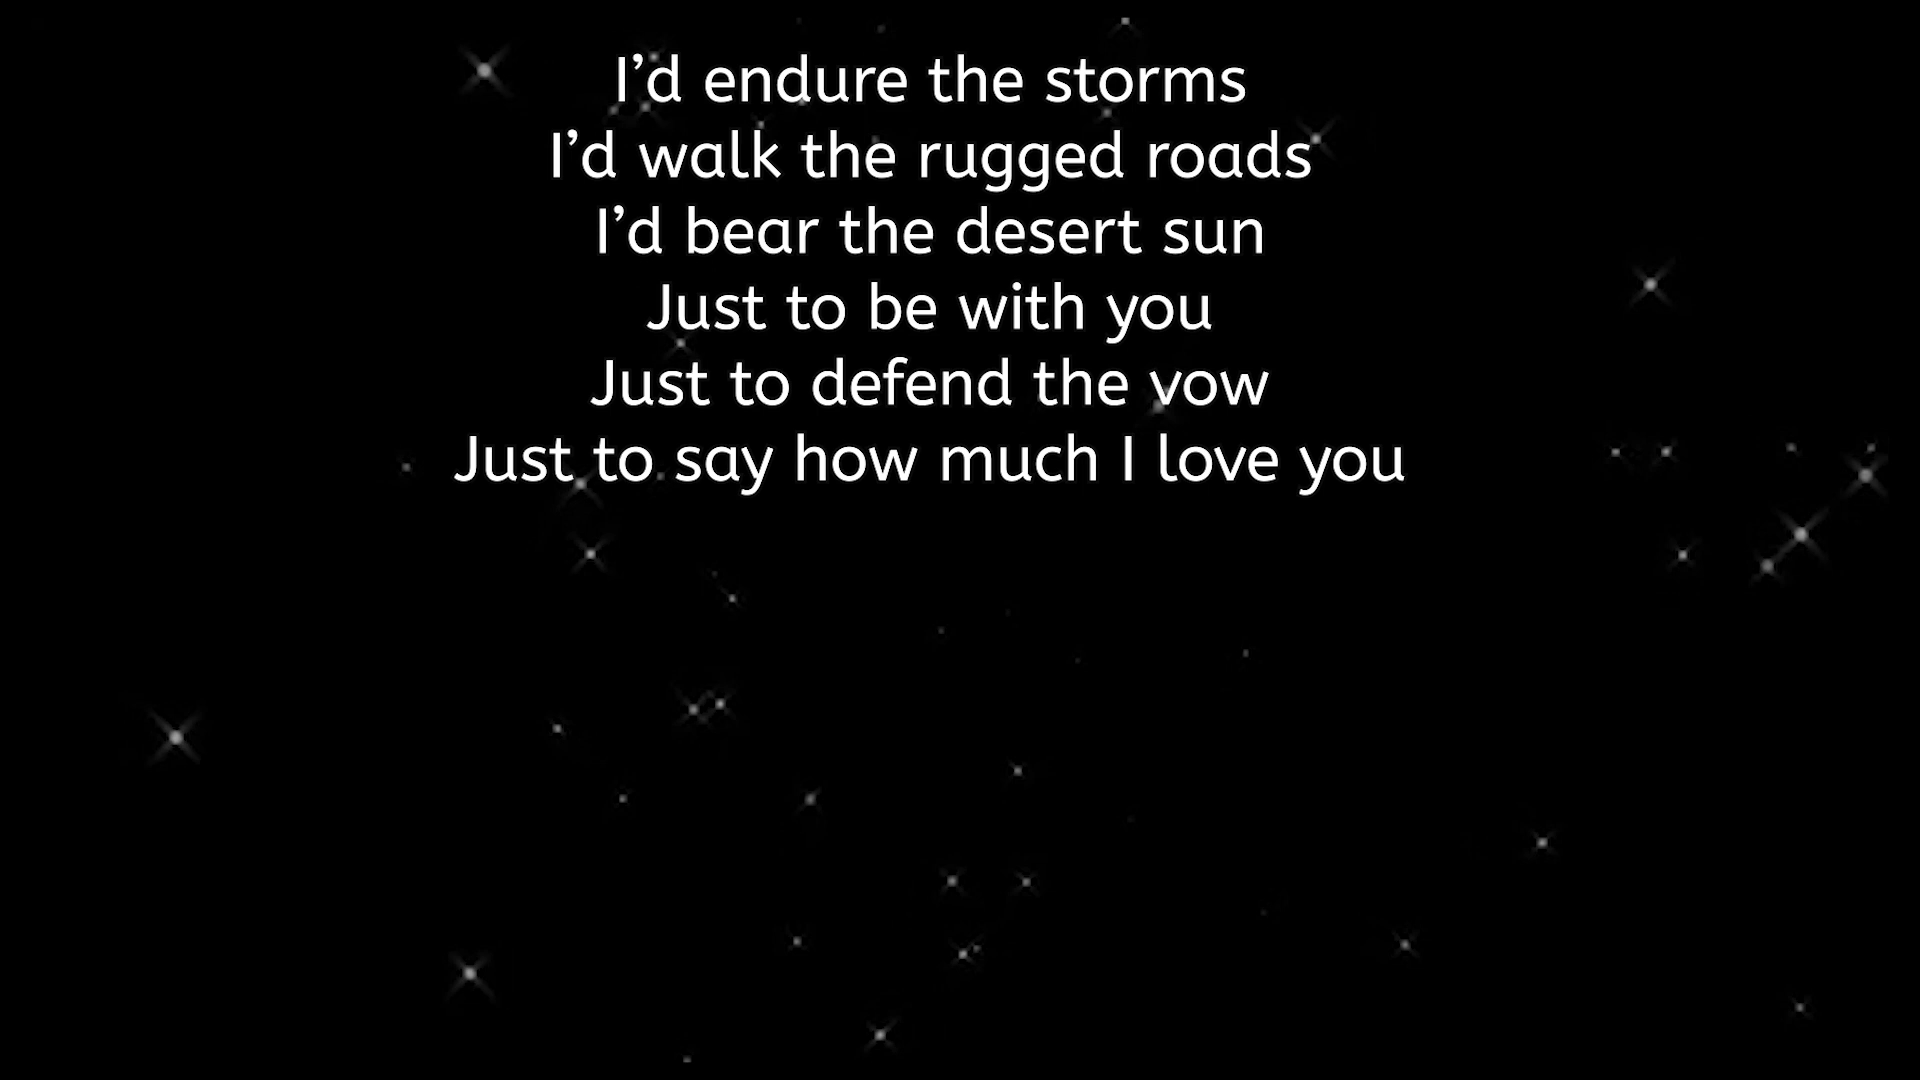 I’d endure the storms
I’d walk the rugged roads
I’d bear the desert sun
Just to be with you
Just to defend the vow
Just to say how much I love you